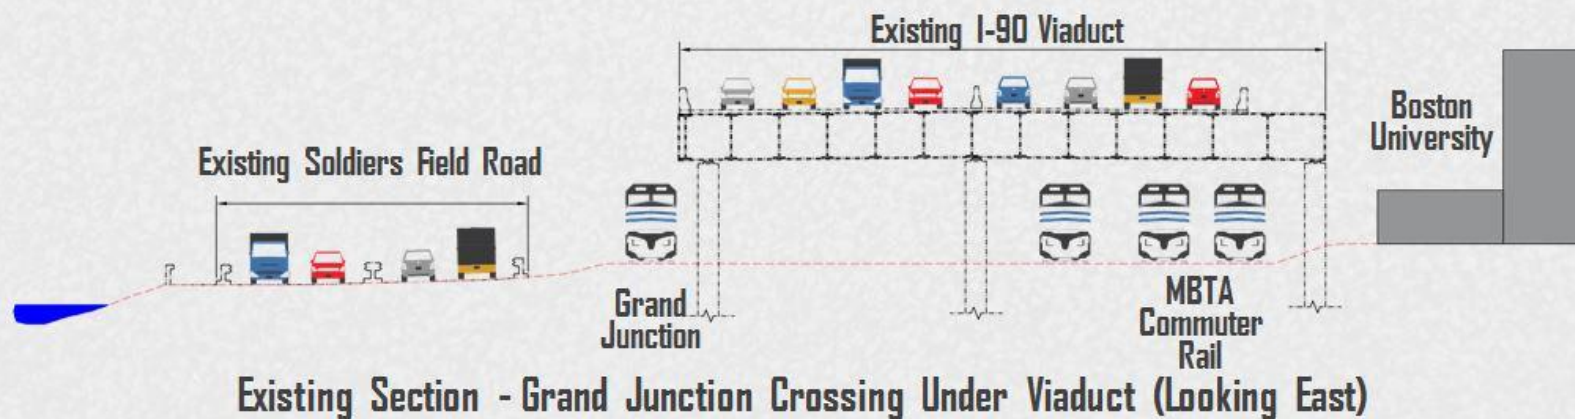 Existing I-90 Viaduct
Existing Soldiers Field Road
Boston
University
Grand
Junction
MBTA
Commuter
Rail
Existing Section - Grand Junction Crossing Under Viaduct (Looking East)